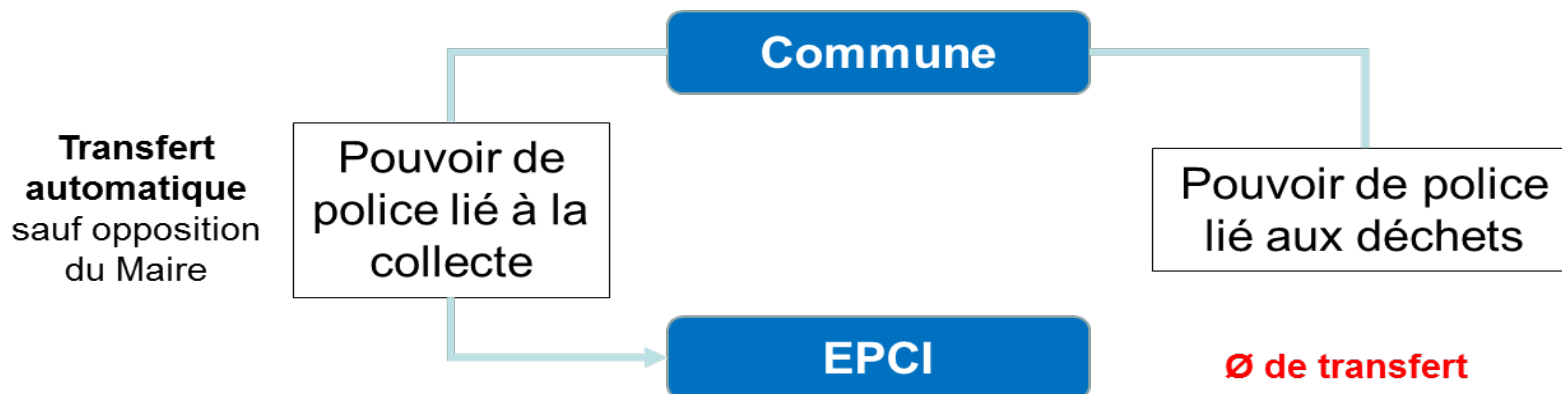 Commune
Transfert
automatique
sauf opposition
du Maire
Pouvoir de
police lié à la
collecte
Pouvoir de police
lié aux déchets
EPCI
Ø de transfert